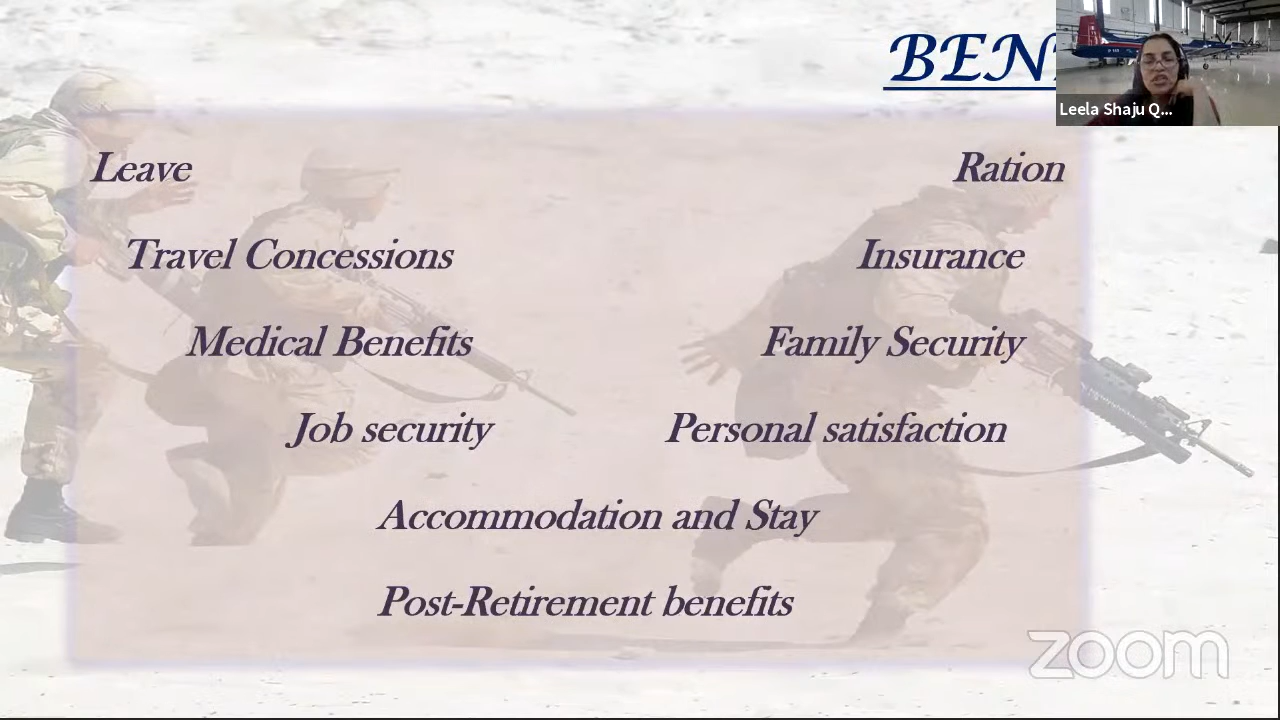 BEN
Leela Shaju Q...
Leave Ration
Travel Concessions Insurance
Medical Benefits Family Security
Job security Personal satisfaction
Accommodation and Stay
Post-Retirement benefits
zoom